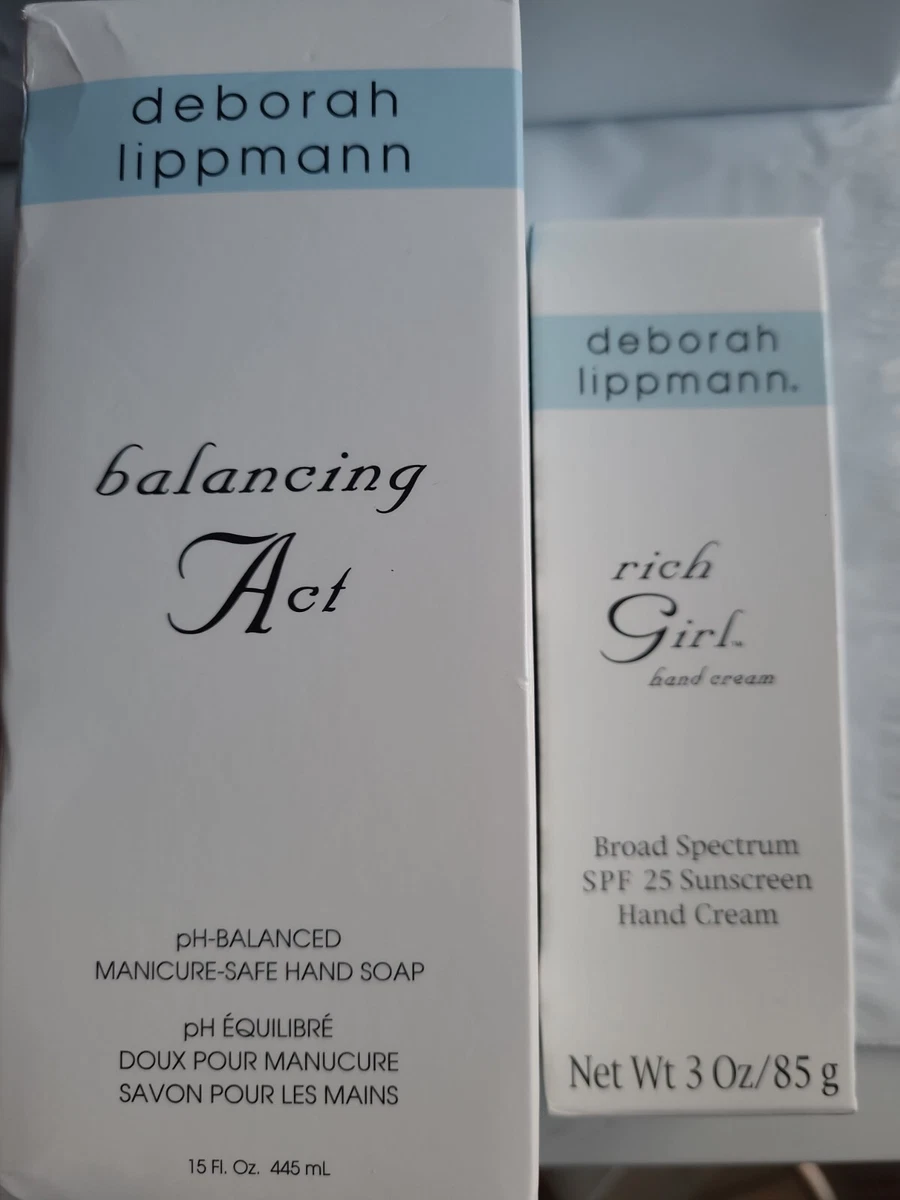 deborah
lippmann
balancing
Act
pH-BALANCED
MANICURE-SAFE HAND SOAP
pH ÉQUILIBRÉ
DOUX POUR MANUCURE
SAVON POUR LES MAINS
15 Fl. Oz. 445 mL
deborah
lippmann®
rich
Girl™
hand cream
Broad Spectrum
SPF 25 Sunscreen
Hand Cream
Net Wt 3 Oz/85 g